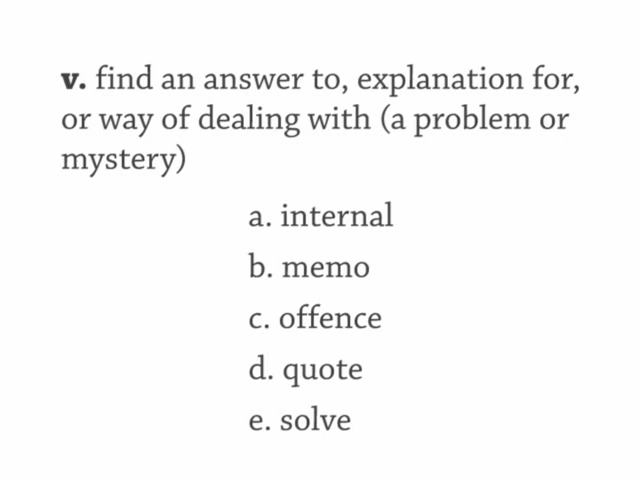 v. find an answer to, explanation for,
or way of dealing with (a problem or
mystery)
a. internal
b. memo
c. offence
d. quote
e. solve